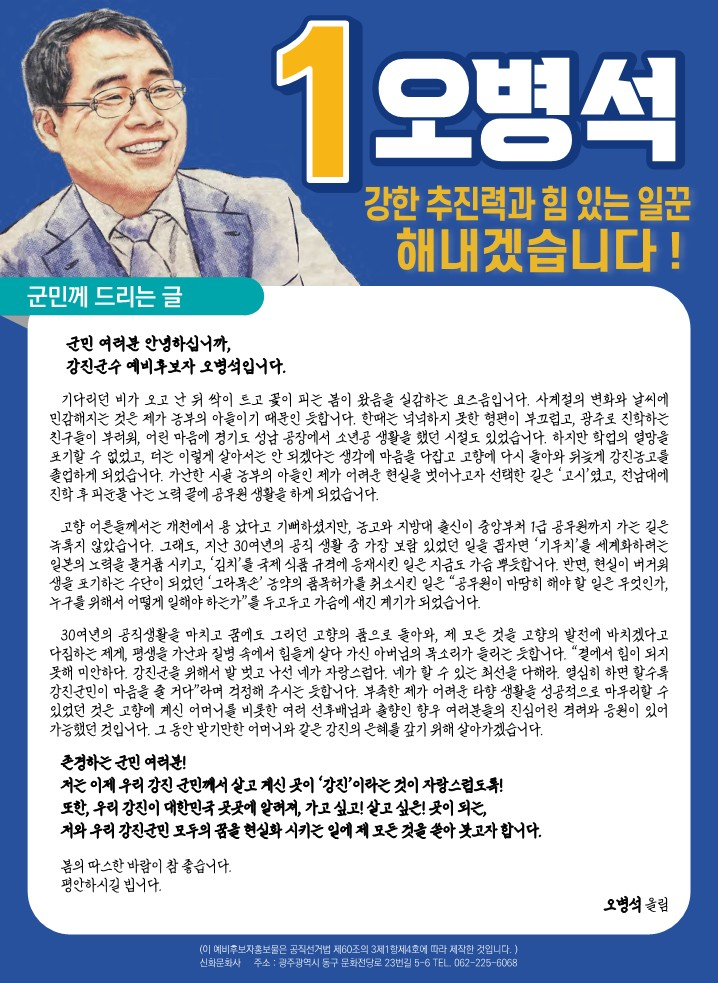 1 오병석
강한 추진력과 힘 있는 일꾼
해내겠습니다 !
군민께 드리는 글
군민 여러분 안녕하십니까,
강진군수 예비후보자 오병석입니다.
기다리던 비가 오고 난 뒤 싹이 트고 꽃이 피는 봄이 왔음을 실감하는 요즈음입니다. 사계절의 변화와 날씨에
민감해지는 것은 제가 농부의 아들이기 때문인 듯합니다. 한때는 넉넉하지 못한 형편이 부끄럽고, 광주로 진학하는
친구들이 부러워, 어린 마음에 경기도 성남 공장에서 소년공 생활을 했던 시절도 있었습니다. 하지만 학업의 열망을
포기할 수 없었고, 더는 이렇게 살아서는 안 되겠다는 생각에 마음을 다잡고 고향에 다시 돌아와 뒤늦게 강진농고를
졸업하게 되었습니다. 가난한 시골 농부의 아들인 제가 어려운 현실을 벗어나고자 선택한 길은 ‘고시’였고, 전남대에
진학 후 피눈물 나는 노력 끝에 공무원 생활을 하게 되었습니다.
고향 어른들께서는 개천에서 용 났다고 기뻐하셨지만, 농고와 지방대 출신이 중앙부처 1급 공무원까지 가는 길은
녹록지 않았습니다. 그래도, 지난 30여년의 공직 생활 중 가장 보람 있었던 일을 꼽자면 ‘기무치’를 세계화하려는
일본의 노력을 물거품 시키고, ‘김치’를 국제 식품 규격에 등재시킨 일은 지금도 가슴 뿌듯합니다. 반면, 현실이 버거워
생을 포기하는 수단이 되었던 ‘그라목손’ 농약의 품목허가를 취소시킨 일은 “공무원이 마땅히 해야 할 일은 무엇인가,
누구를 위해서 어떻게 일해야 하는가”를 두고두고 가슴에 새긴 계기가 되었습니다.
30여년의 공직생활을 마치고 꿈에도 그리던 고향의 품으로 돌아와, 제 모든 것을 고향의 발전에 바치겠다고
다짐하는 제게, 평생을 가난과 질병 속에서 힘들게 살다 가신 아버님의 목소리가 들리는 듯합니다. “곁에서 힘이 되지
못해 미안하다. 강진군을 위해서 발 벗고 나선 네가 자랑스럽다. 네가 할 수 있는 최선을 다해라. 열심히 하면 할수록
강진군민이 마음을 줄 거다”라며 걱정해 주시는 듯합니다. 부족한 제가 어려운 타향 생활을 성공적으로 마무리할 수
있었던 것은 고향에 계신 어머니를 비롯한 여러 선후배님과 출향인 향우 여러분들의 진심어린 격려와 응원이 있어
가능했던 것입니다. 그 동안 받기만한 어머니와 같은 강진의 은혜를 갚기 위해 살아가겠습니다.
존경하는 군민 여러분!
저는 이제 우리 강진 군민께서 살고 계신 곳이 ‘강진’이라는 것이 자랑스럽도록!
또한, 우리 강진이 대한민국 곳곳에 알려져, 가고 싶고! 살고 싶은! 곳이 되는,
저와 우리 강진군민 모두의 꿈을 현실화 시키는 일에 제 모든 것을 쏟아 붓고자 합니다.
봄의 따스한 바람이 참 좋습니다.
평안하시길 빕니다.
오병석 올림
(이 예비후보자홍보물은 공직선거법 제60조의 3제1항제4호에 따라 제작한 것입니다. )
신화문화사 주소 : 광주광역시 동구 문화전당로 23번길 5-6 TEL. 062-225-6068